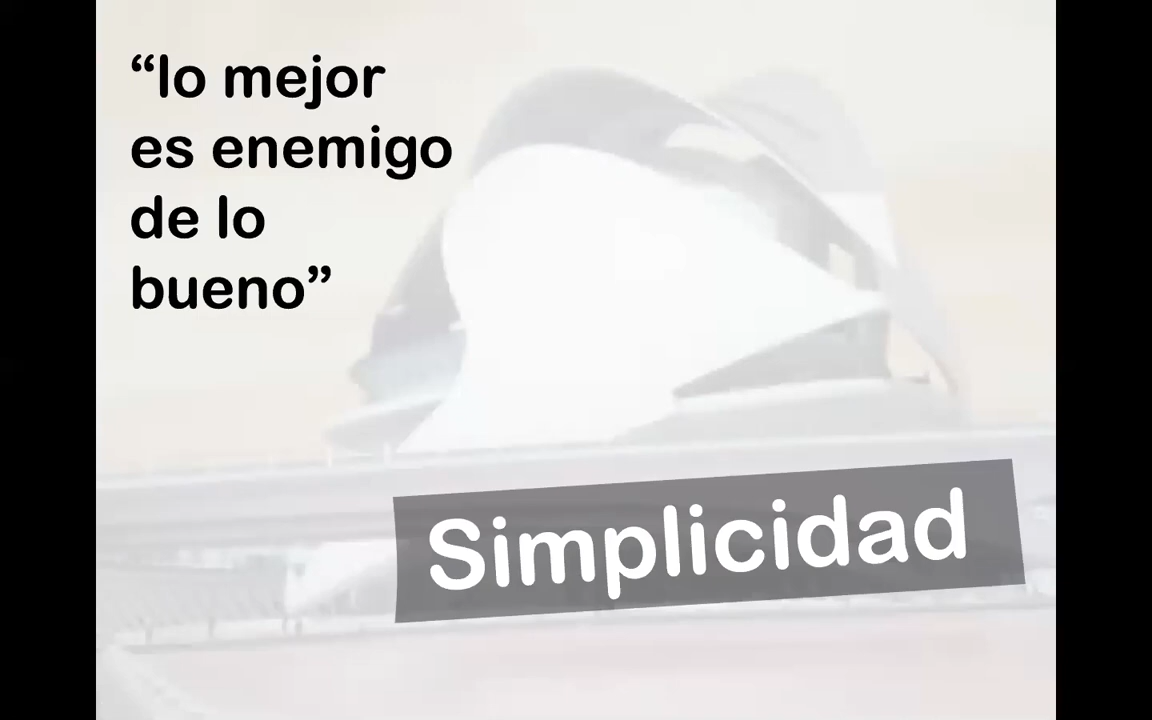 “lo mejor
es enemigo
de lo
bueno”
Simplicidad